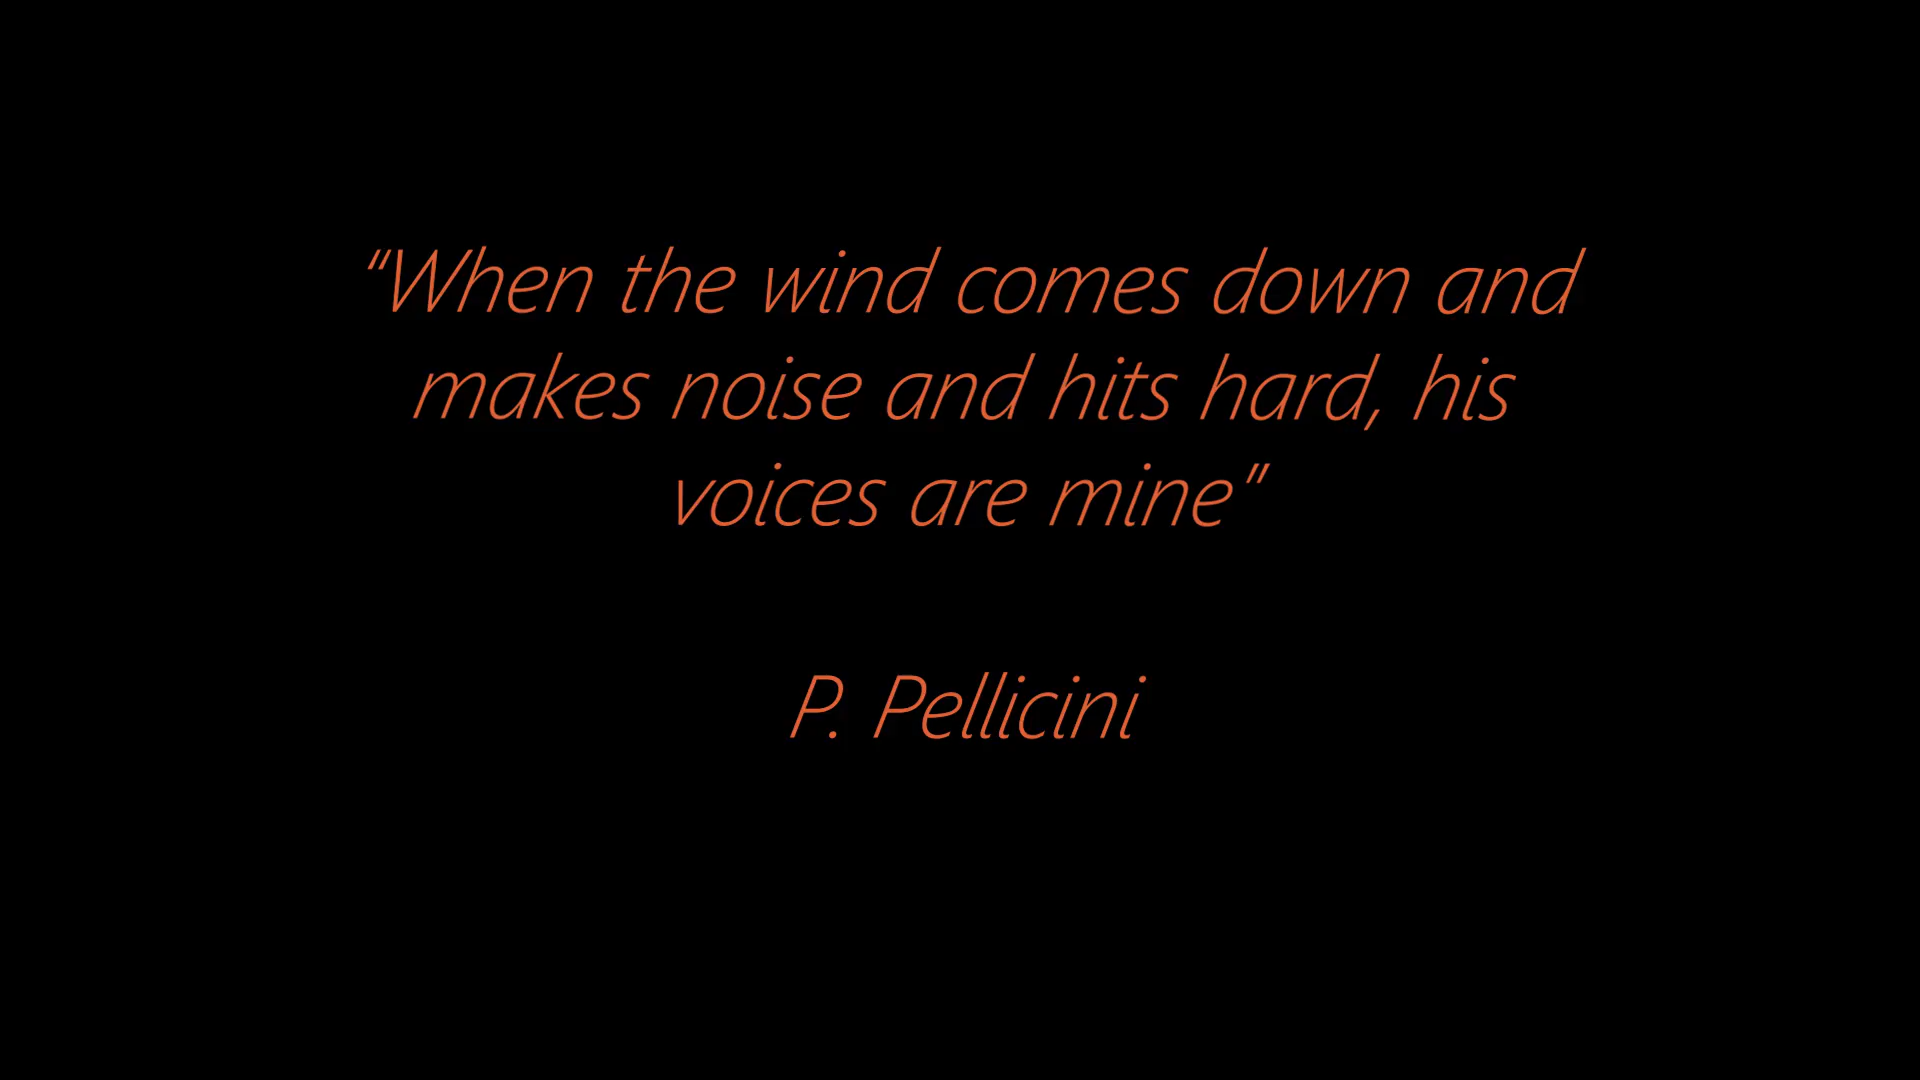 “When the wind comes down and
makes noise and hits hard, his
voices are mine”
P. Pellicini